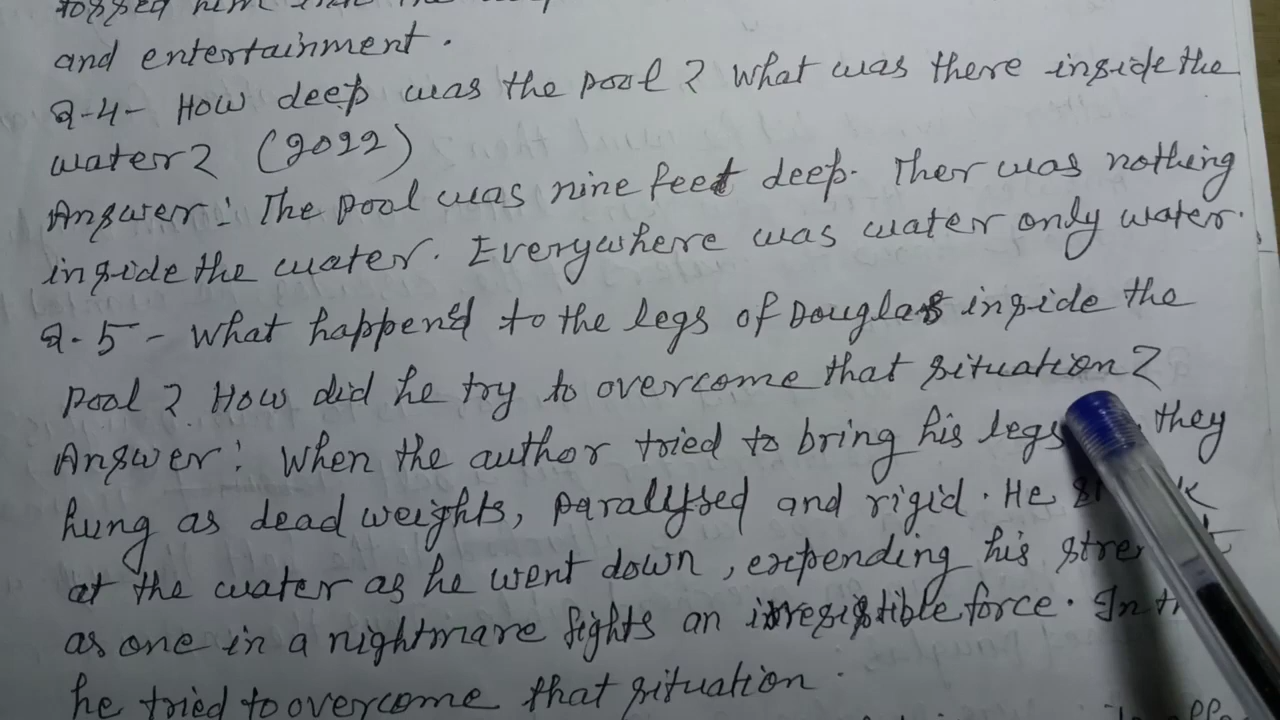 and entertainment.
Q-4- How deep was the pool? What was there inside the
water? (2022)
Answer: The pool was nine feet deep. Ther was nothing
inside the water. Everywhere was water only water.
Q.5- What happend to the legs of Douglas inside the
pool? How did he try to overcome that situation?
Answer: When the author tried to bring his legs they
hung as dead weights, paralysed and rigid. He
at the water as he went down, expending his
as one in a nightmare fights an irresistible force. In
he tried to overcome that situation.